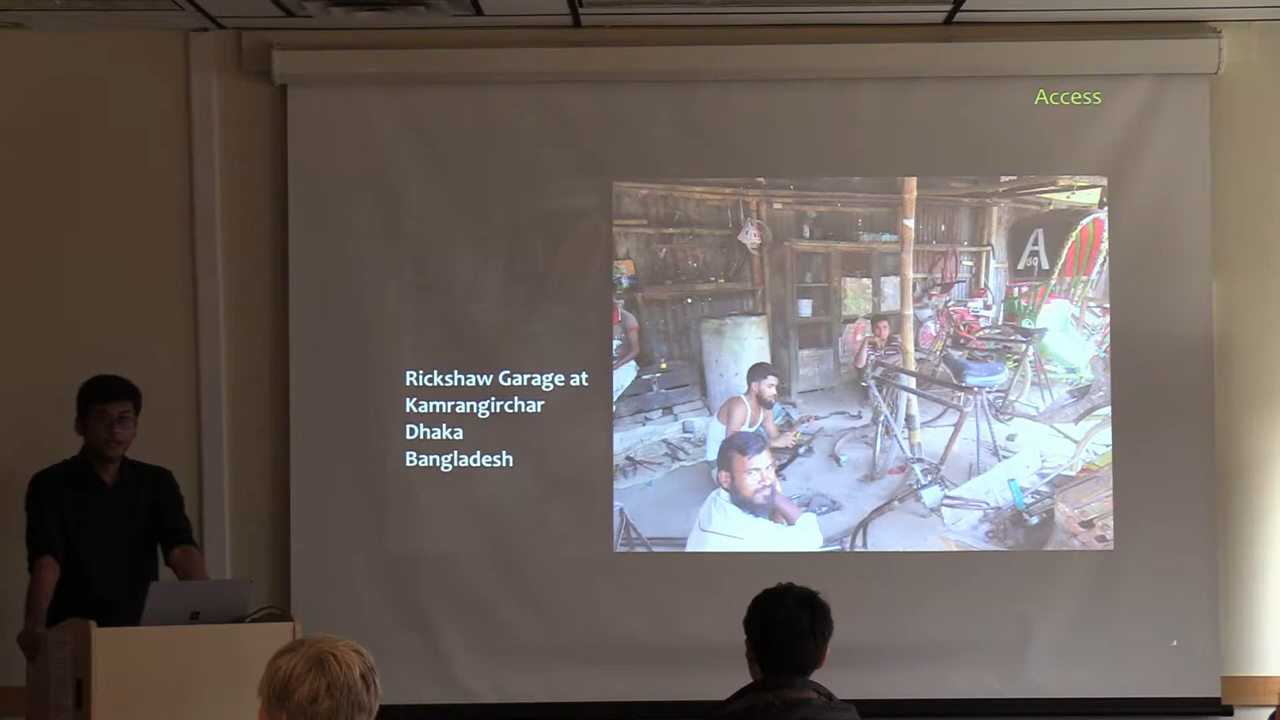 Access
Rickshaw Garage at
Kamrangirchar
Dhaka
Bangladesh
A